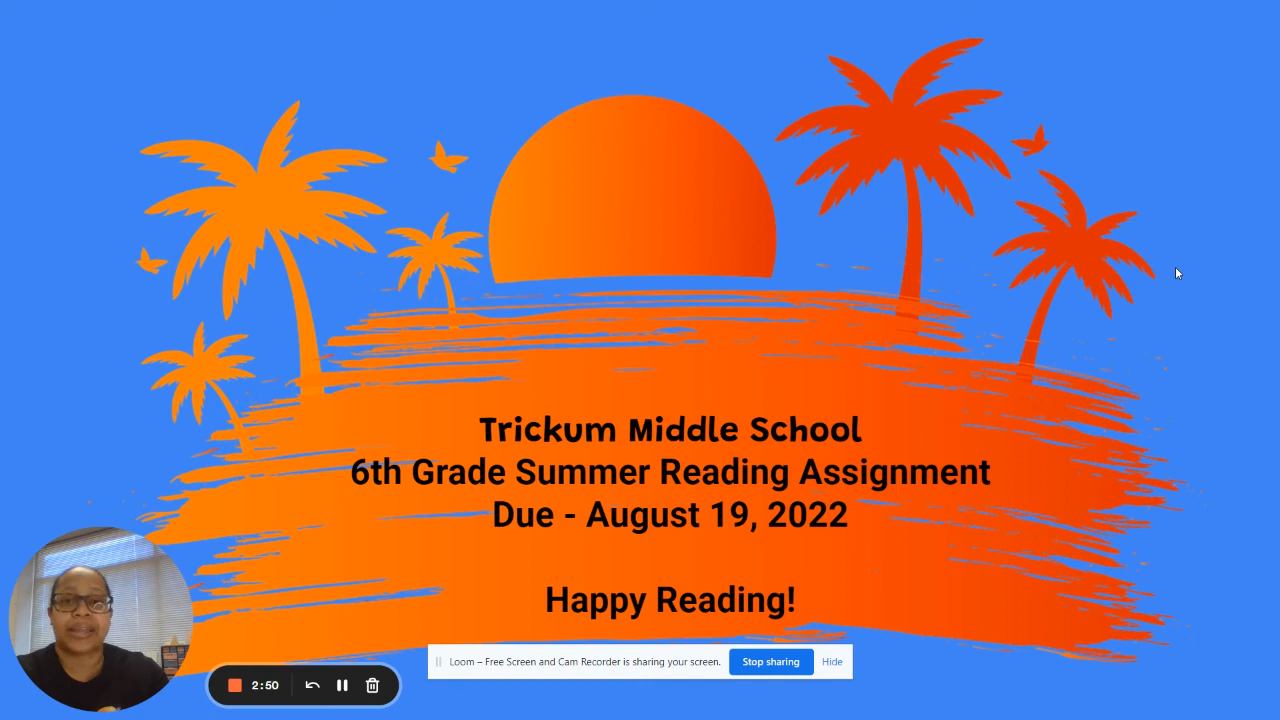 Trickum Middle School
6th Grade Summer Reading Assignment
Due - August 19, 2022
Happy Reading!
Loom – Free Screen and Cam Recorder is sharing your screen. Stop sharing Hide
2:50